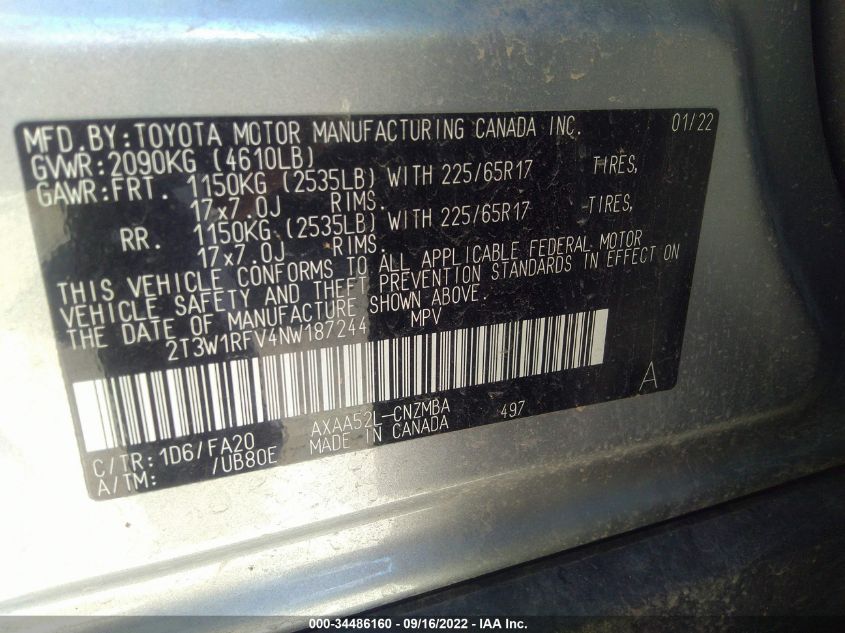 MFD.BY:TOYOTA MOTOR MANUFACTURING CANADA INC. 01/22
GVWR:2090KG (4610LB)
GAWR:FRT. 1150KG (2535LB) WITH 225/65R17 TIRES,
17x7.0J RIMS.
RR. 1150KG (2535LB) WITH 225/65R17 TIRES,
17x7.0J RIMS.
THIS VEHICLE CONFORMS TO ALL APPLICABLE FEDERAL MOTOR
VEHICLE SAFETY AND THEFT PREVENTION STANDARDS IN EFFECT ON
THE DATE OF MANUFACTURE SHOWN ABOVE.
2T3W1RFV4NW187244 MPV
A
C/TR:1D6/FA20 AXAA52L-CNZMBA 497
A/TM: /UB80E MADE IN CANADA
000-34486160 - 09/16/2022 - IAA Inc.